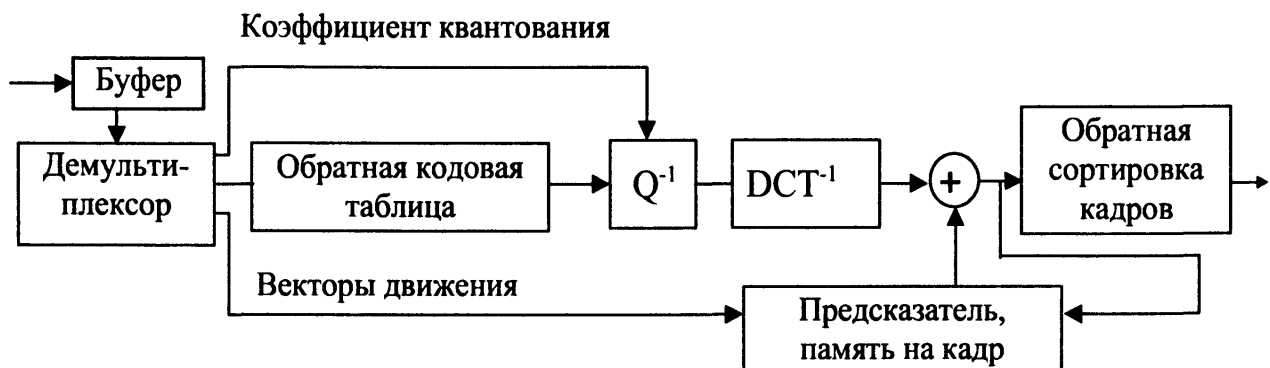 Коэффициент квантования
Буфер
Демульти-
плексор
Обратная кодовая
таблица
Q⁻¹
DCT⁻¹
+
Обратная
сортировка
кадров
Векторы движения
Предсказатель,
память на кадр